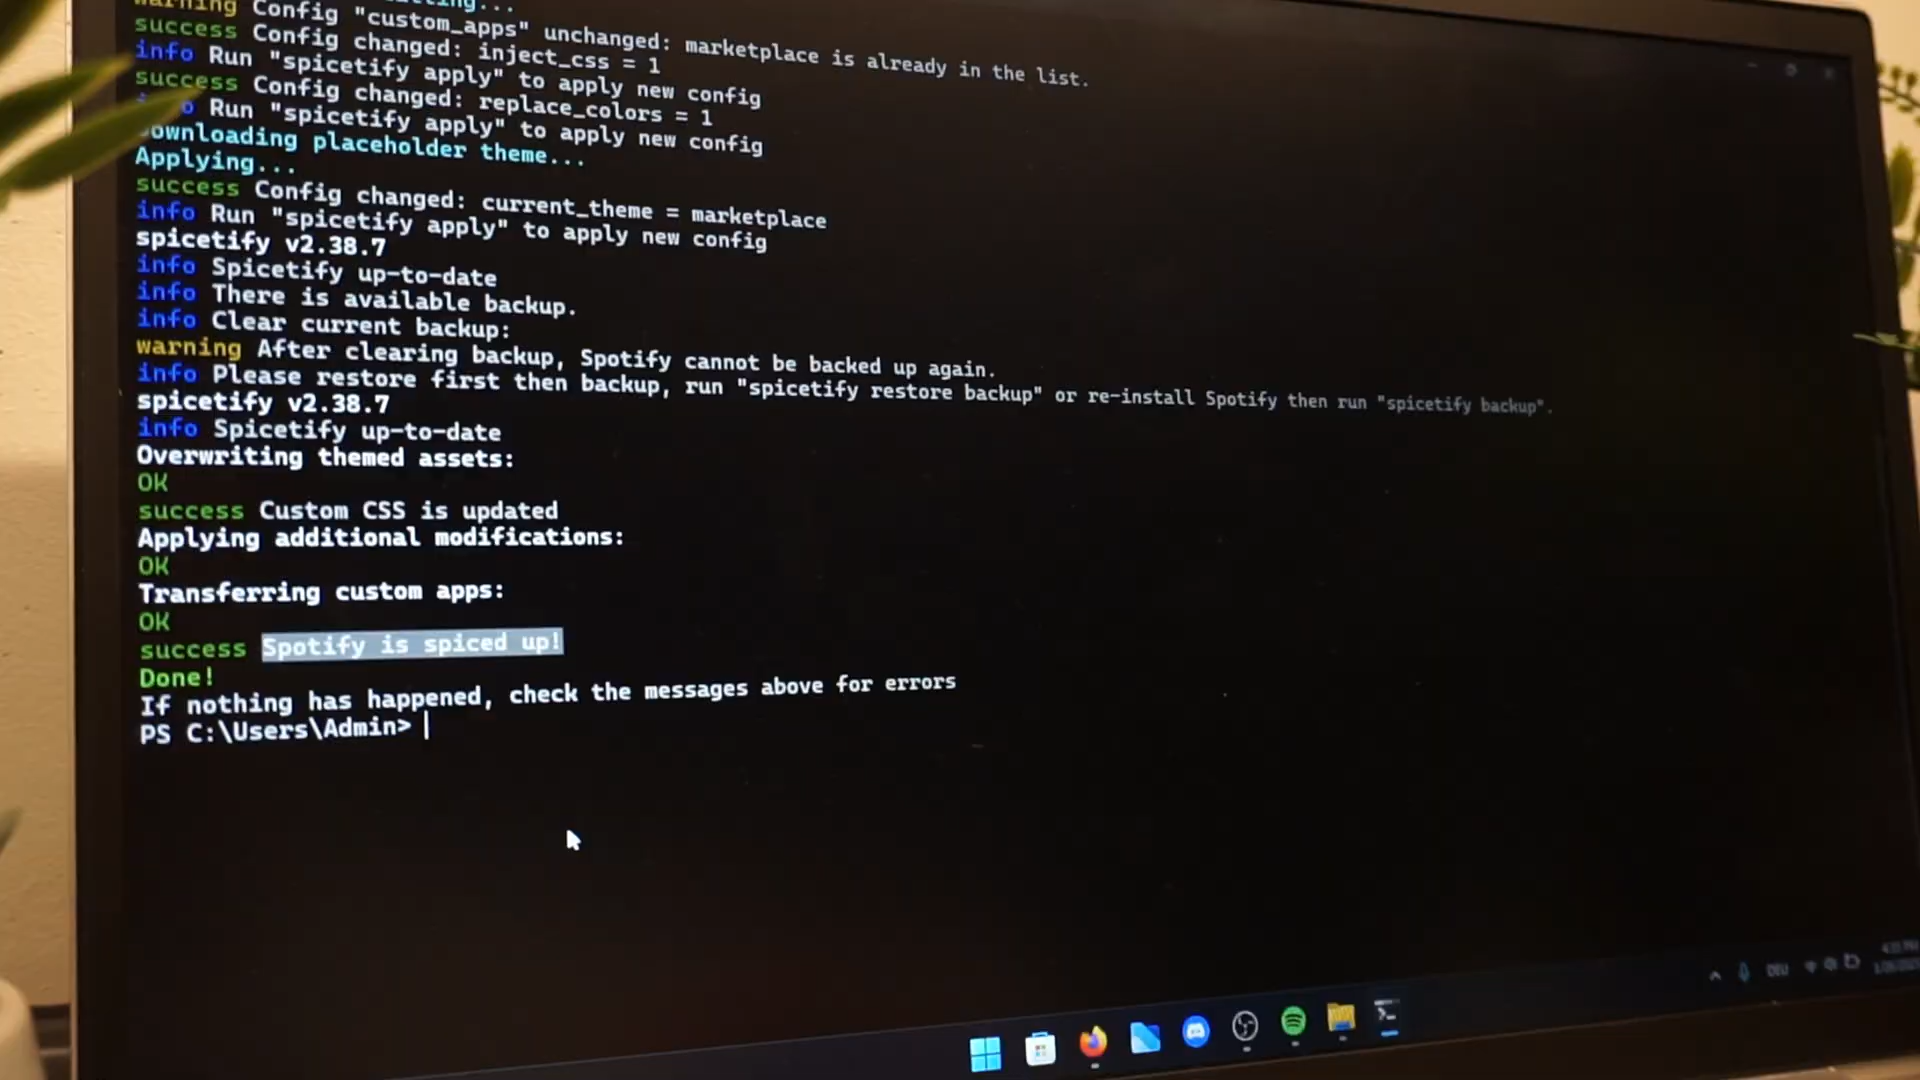 warning Config "custom_apps" unchanged: marketplace is already in the list.
success Config changed: inject_css = 1
info Run "spicetify apply" to apply new config
success Config changed: replace_colors = 1
Run "spicetify apply" to apply new config
Downloading placeholder theme...
Applying...
success Config changed: current_theme = marketplace
info Run "spicetify apply" to apply new config
spicetify v2.38.7
info Spicetify up-to-date
info There is available backup.
info Clear current backup:
warning After clearing backup, Spotify cannot be backed up again.
info Please restore first then backup, run "spicetify restore backup" or re-install Spotify then run "spicetify backup".
spicetify v2.38.7
info Spicetify up-to-date
Overwriting themed assets:
OK
success Custom CSS is updated
Applying additional modifications:
OK
Transferring custom apps:
OK
success Spotify is spiced up!
Done!
If nothing has happened, check the messages above for errors
PS C:\Users\Admin>
DEU